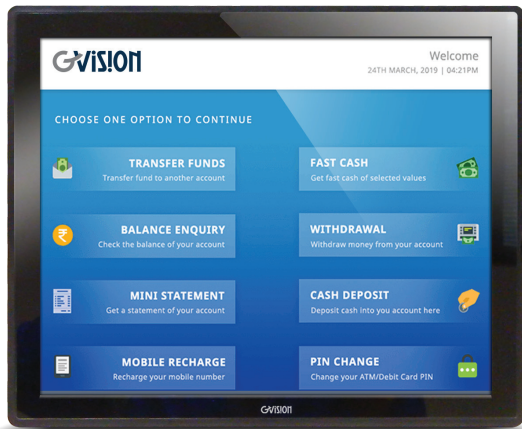 GVISION
Welcome
24TH MARCH, 2019 | 04:21PM
CHOOSE ONE OPTION TO CONTINUE
TRANSFER FUNDS
Transfer fund to another account
FAST CASH
Get fast cash of selected values
BALANCE ENQUIRY
Check the balance of your account
WITHDRAWAL
Withdraw money from your account
MINI STATEMENT
Get a statement of your account
CASH DEPOSIT
Deposit cash into you account here
MOBILE RECHARGE
Recharge your mobile number
PIN CHANGE
Change your ATM/Debit Card PIN
GVISION